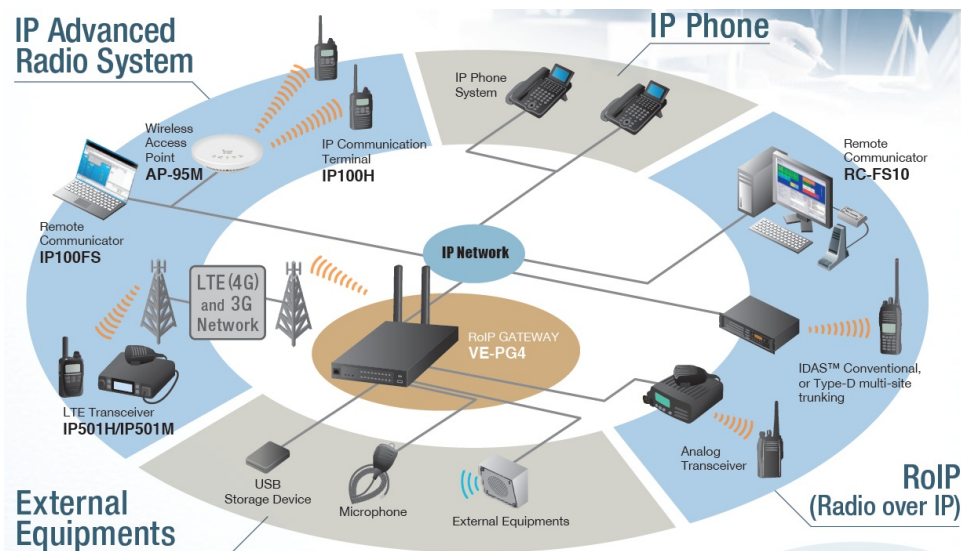 IP Advanced
Radio System
IP Phone
IP Phone
System
Wireless
Access
Point
AP-95M
IP Communication
Terminal
IP100H
Remote
Communicator
RC-FS10
Remote
Communicator
IP100FS
IP Network
LTE (4G)
and 3G
Network
RoIP GATEWAY
VE-PG4
IDAS™ Conventional,
or Type-D multi-site
trunking
LTE Transceiver
IP501H/IP501M
Analog
Transceiver
USB
Storage Device
Microphone
External Equipments
External
Equipments
RoIP
(Radio over IP)